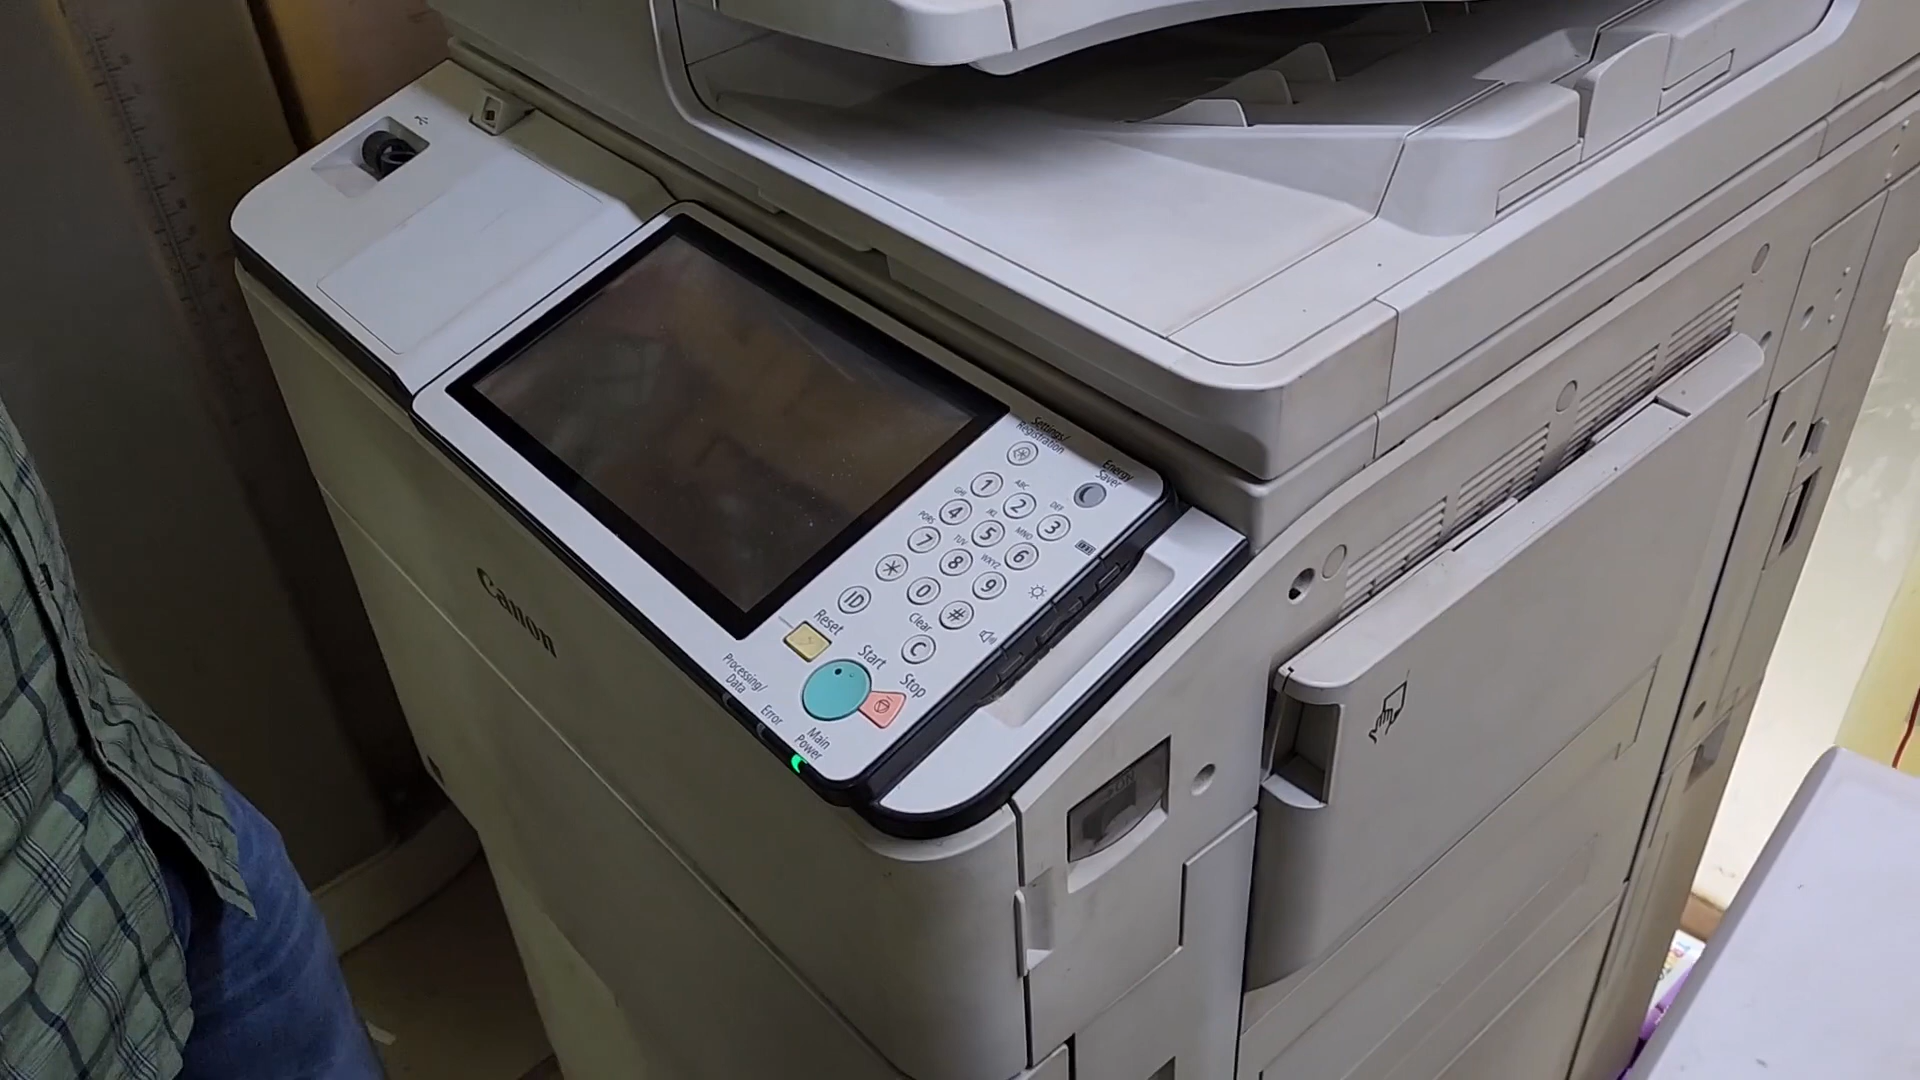 Canon
Settings/
Registration
Energy
Saver
1
ABC
2
DEF
3
GHI
4
JKL
5
MNO
6
PQRS
7
TUV
8
WXYZ
9
*
0
#
ID
Clear
C
Reset
Start
Stop
Processing/
Data
Error
Main
Power
ON